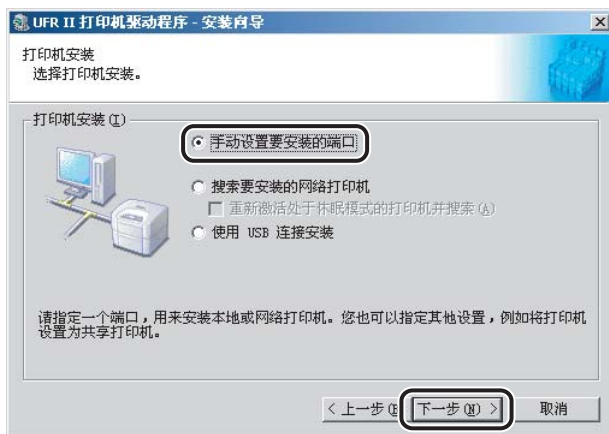 UFR II 打印机驱动程序 - 安装向导
打印机安装
选择打印机安装。
打印机安装(I)
手动设置要安装的端口
搜索要安装的网络打印机
重新激活处于休眠模式的打印机并搜索(A)
使用 USB 连接安装
请指定一个端口，用来安装本地或网络打印机。您也可以指定其他设置，例如将打印机
设置为共享打印机。
< 上一步(B 下一步(N) > 取消